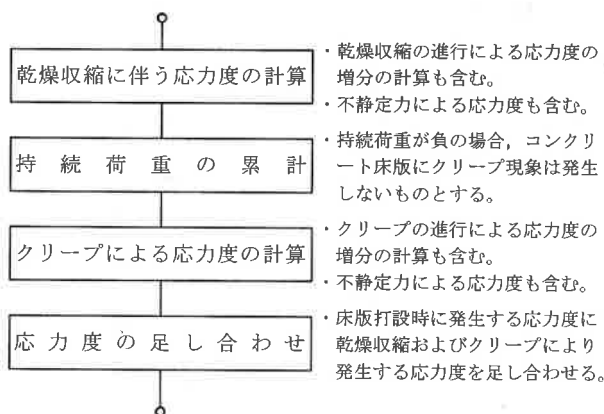 乾燥収縮に伴う応力度の計算
・乾燥収縮の進行による応力度の
増分の計算も含む。
・不静定力による応力度も含む。
持続荷重の累計
・持続荷重が負の場合，コンクリ
ート床版にクリープ現象は発生
しないものとする。
クリープによる応力度の計算
・クリープの進行による応力度の
増分の計算も含む。
・不静定力による応力度も含む。
応力度の足し合わせ
・床版打設時に発生する応力度に
乾燥収縮およびクリープにより
発生する応力度を足し合わせる。